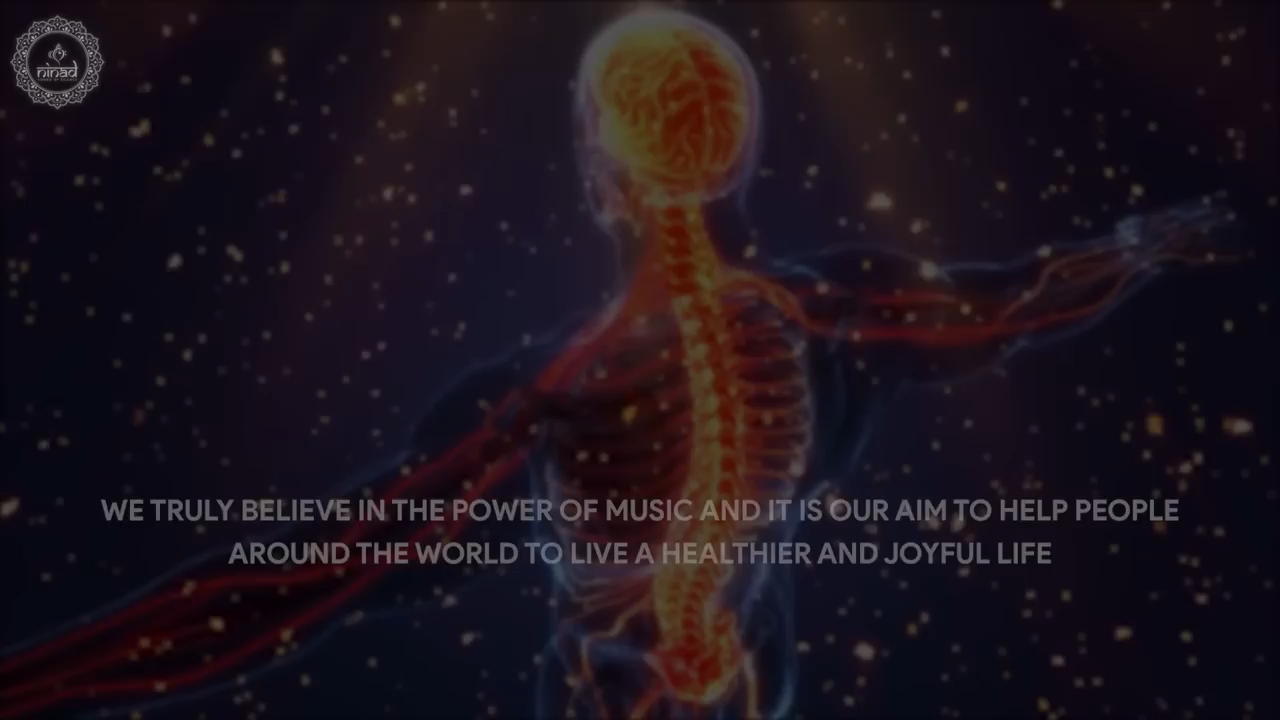 ninad
WE TRULY BELIEVE IN THE POWER OF MUSIC AND IT IS OUR AIM TO HELP PEOPLE
AROUND THE WORLD TO LIVE A HEALTHIER AND JOYFUL LIFE